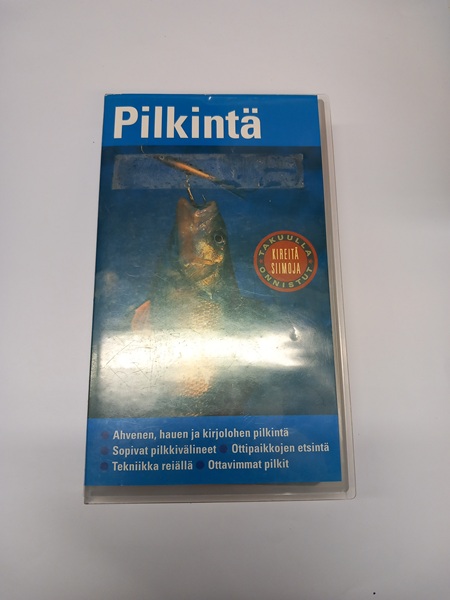 Pilkintä
TAKUULLA
KIREITÄ
SIIMOJA
ONNISTUT
• Ahvenen, hauen ja kirjolohen pilkintä
• Sopivat pilkkivälineet • Ottipaikkojen etsintä
• Tekniikka reiällä • Ottavimmat pilkit